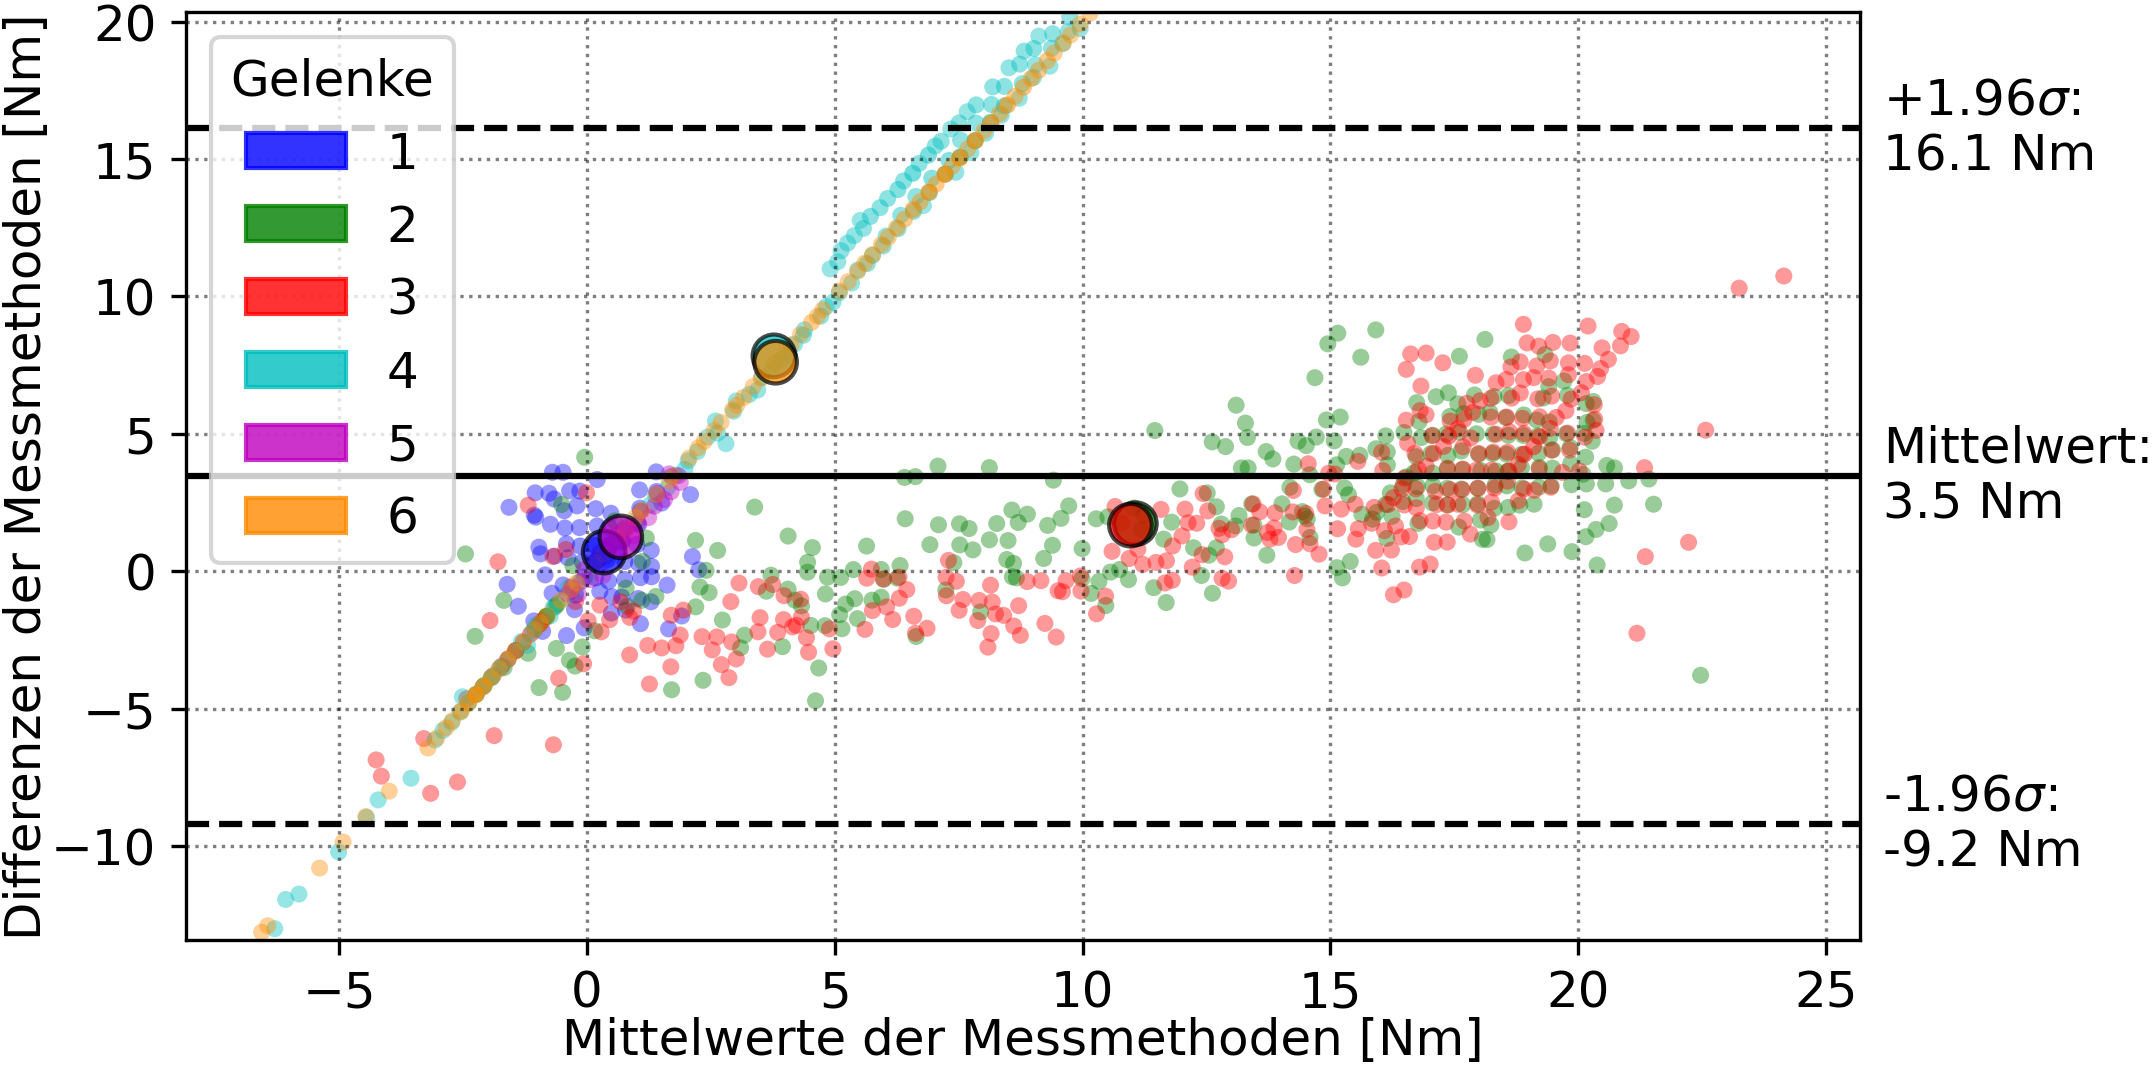 Differenzen der Messmethoden [Nm]
20
15
10
5
0
−5
−10
Gelenke
1
2
3
4
5
6
+1.96σ:
16.1 Nm
Mittelwert:
3.5 Nm
-1.96σ:
-9.2 Nm
−5
0
5
10
15
20
25
Mittelwerte der Messmethoden [Nm]